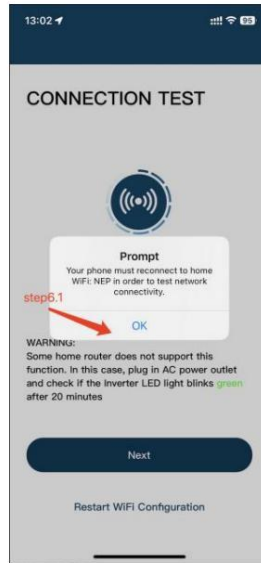 13:02
95
CONNECTION TEST
Prompt
Your phone must reconnect to home
WiFi: NEP in order to test network
connectivity.
step6.1
OK
WARNING:
Some home router does not support this
function. In this case, plug in AC power outlet
and check if the Inverter LED light blinks green
after 20 minutes
Next
Restart WiFi Configuration